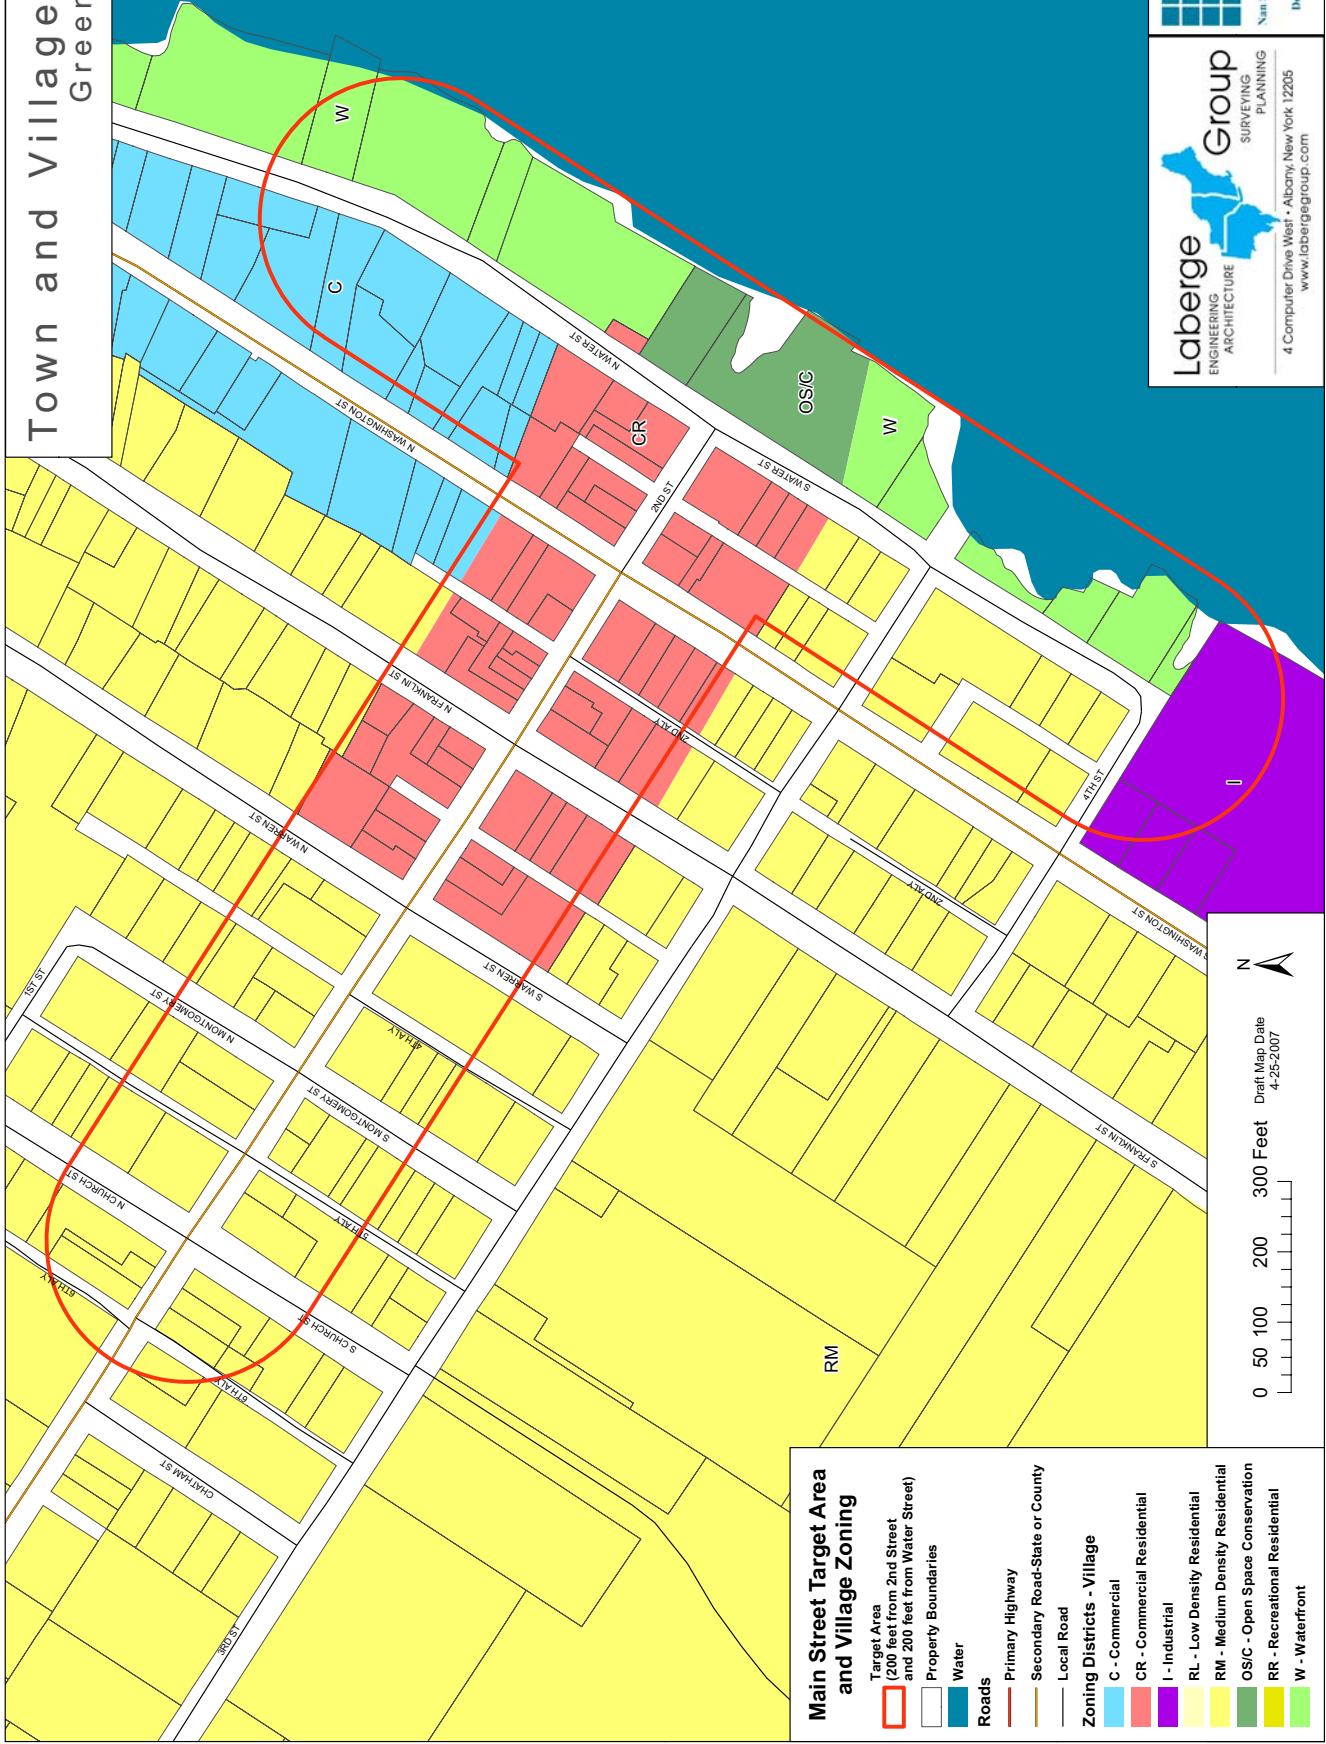 Town and Village
Green
Nan
De
Laberge
Group
ENGINEERING
ARCHITECTURE
SURVEYING
PLANNING
4 Computer Drive West • Albany, New York 12205
www.labergegroup.com
W
C
N WATER ST
N WASHINGTON ST
CR
OS/C
W
2ND ST
S WATER ST
N FRANKLIN ST
2ND ALY
N WARREN ST
4TH ST
I
2ND ALY
S WASHINGTON ST
S WARREN ST
1ST ST
N MONTGOMERY ST
4TH ALY
S MONTGOMERY ST
S FRANKLIN ST
N CHURCH ST
5TH ALY
6TH ALY
S CHURCH ST
6TH ALY
RM
CHATHAM ST
3RD ST
N
Draft Map Date
4-25-2007
0 50 100 200 300 Feet
Main Street Target Area
and Village Zoning
Target Area
(200 feet from 2nd Street
and 200 feet from Water Street)
Property Boundaries
Water
Roads
Primary Highway
Secondary Road-State or County
Local Road
Zoning Districts - Village
C - Commercial
CR - Commercial Residential
I - Industrial
RL - Low Density Residential
RM - Medium Density Residential
OS/C - Open Space Conservation
RR - Recreational Residential
W - Waterfront